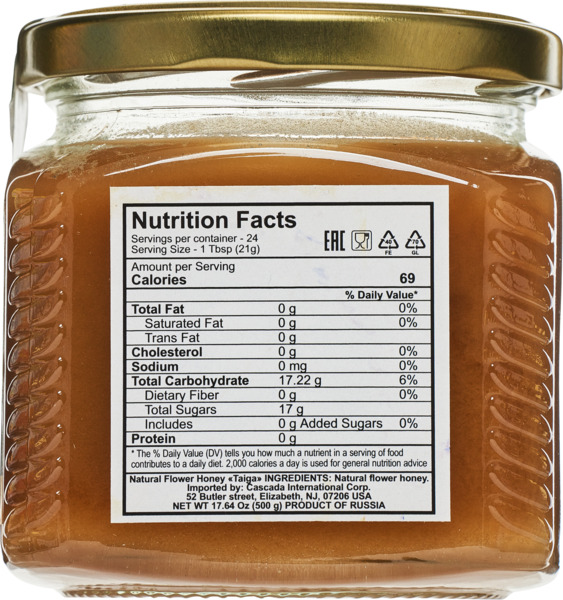 Nutrition Facts
Servings per container - 24
Serving Size - 1 Tbsp (21g)
EAC
40
FE
70
GL
Amount per Serving
Calories 69
% Daily Value*
Total Fat 0 g 0%
Saturated Fat 0 g 0%
Trans Fat 0 g
Cholesterol 0 g 0%
Sodium 0 mg 0%
Total Carbohydrate 17.22 g 6%
Dietary Fiber 0 g 0%
Total Sugars 17 g
Includes 0 g Added Sugars 0%
Protein 0 g
* The % Daily Value (DV) tells you how much a nutrient in a serving of food
contributes to a daily diet. 2,000 calories a day is used for general nutrition advice
Natural Flower Honey «Taiga» INGREDIENTS: Natural flower honey.
Imported by: Cascada International Corp.
52 Butler street, Elizabeth, NJ, 07206 USA
NET WT 17.64 Oz (500 g) PRODUCT OF RUSSIA